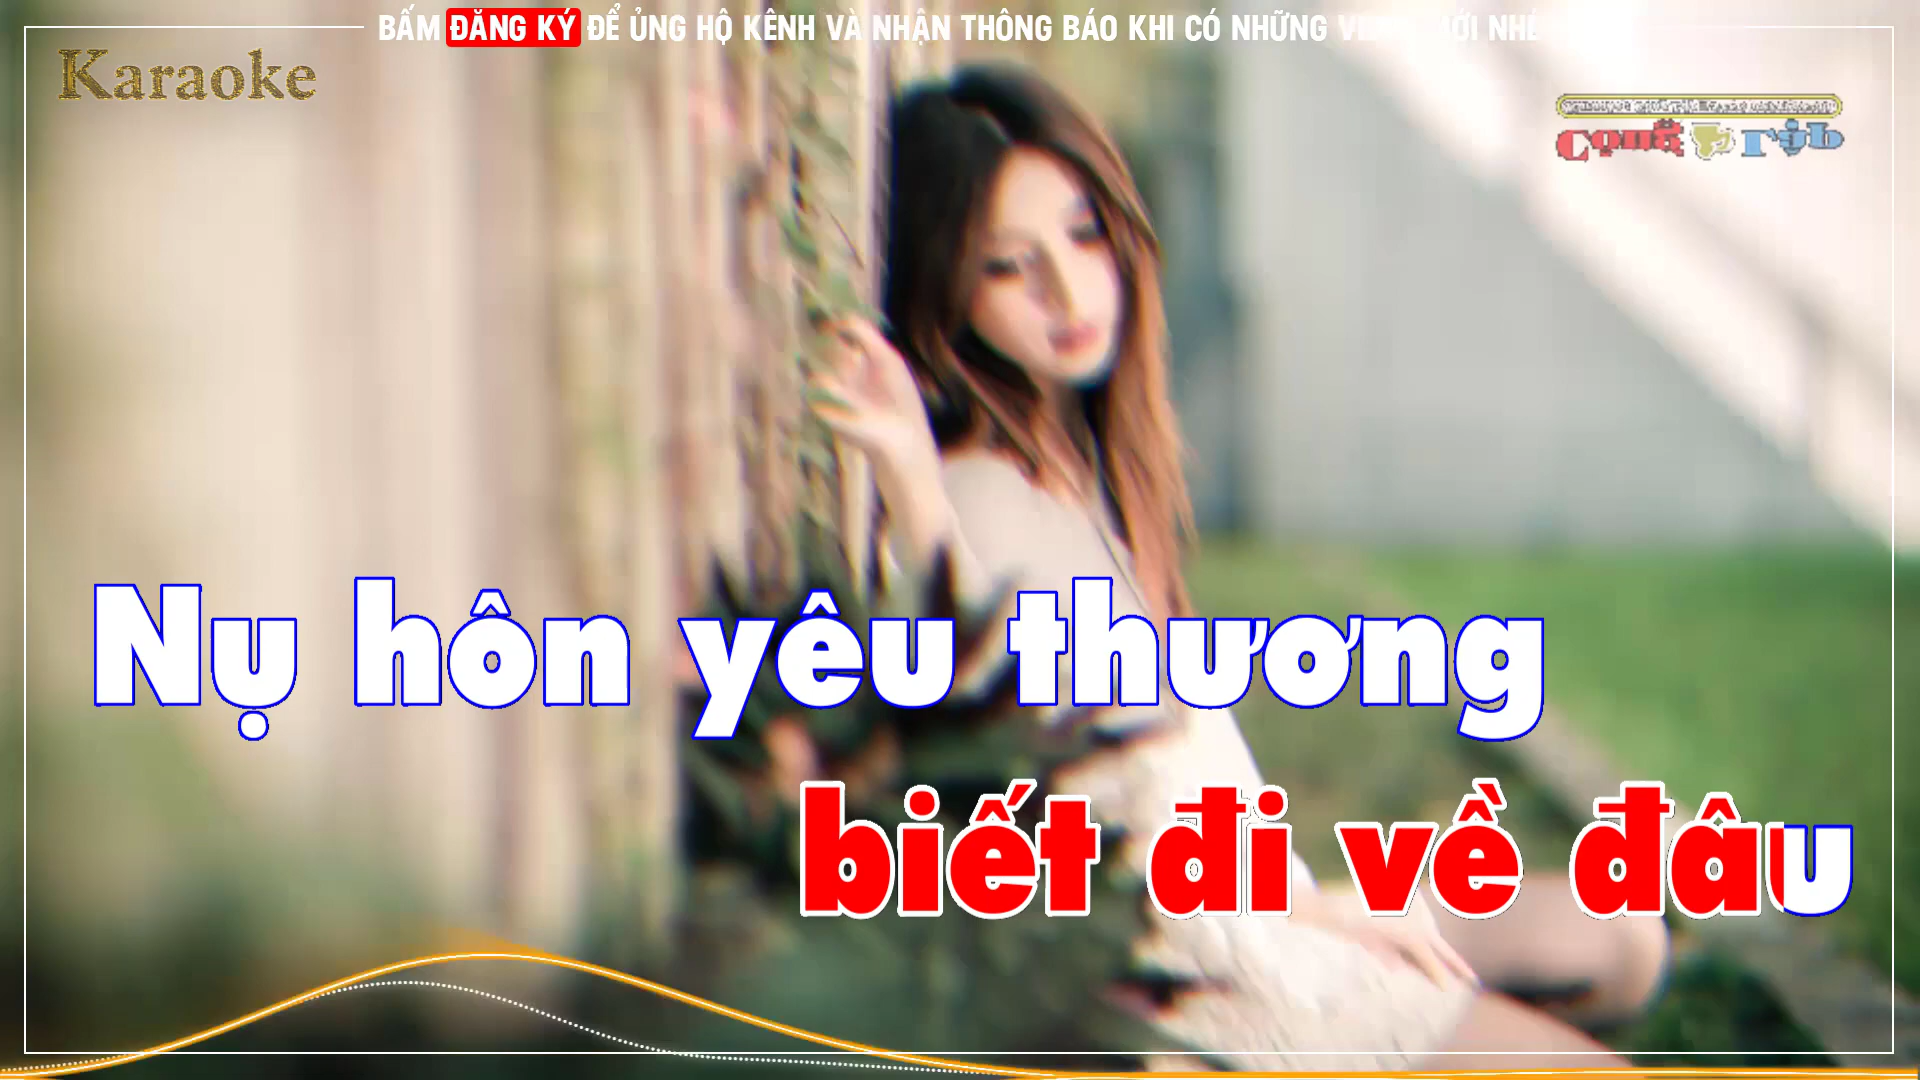 BẤM ĐĂNG KÝ ĐỂ ỦNG HỘ KÊNH VÀ NHẬN THÔNG BÁO KHI CÓ NHỮNG
Karaoke
Nụ hôn yêu thương
biết đi về đâu